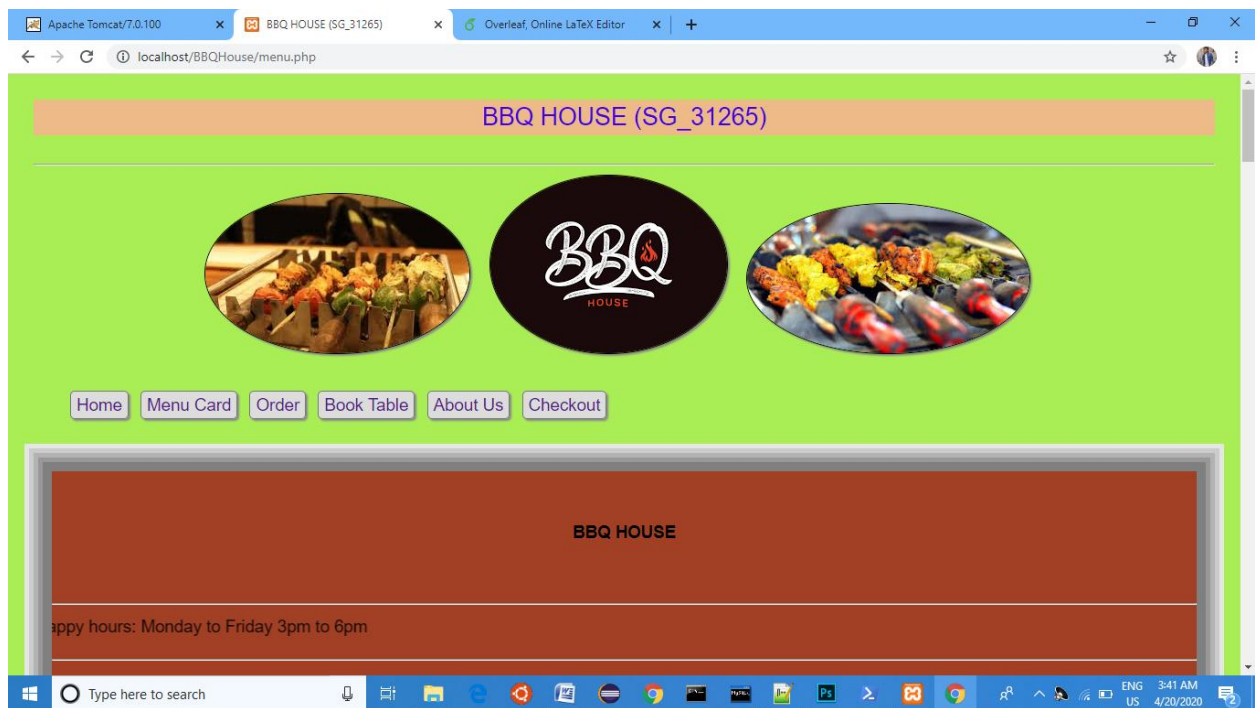 Apache Tomcat/7.0.100
BBQ HOUSE (SG_31265)
Overleaf, Online LaTeX Editor
localhost/BBQHouse/menu.php
BBQ HOUSE (SG_31265)
BBQ
HOUSE
Home Menu Card Order Book Table About Us Checkout
BBQ HOUSE
appy hours: Monday to Friday 3pm to 6pm
Type here to search
ENG 3:41 AM
US 4/20/2020